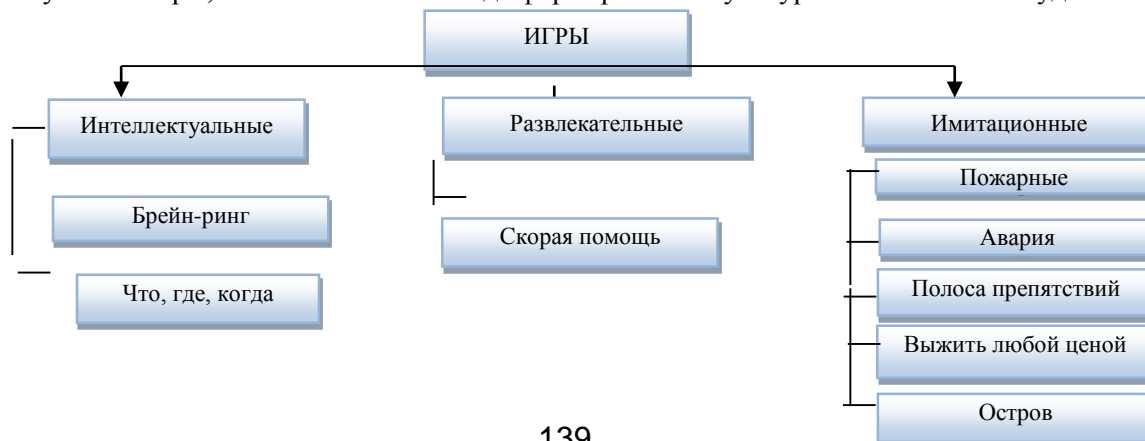 ИГРЫ
Интеллектуальные
Развлекательные
Имитационные
Брейн-ринг
Что, где, когда
Скорая помощь
Пожарные
Авария
Полоса препятствий
Выжить любой ценой
Остров
139